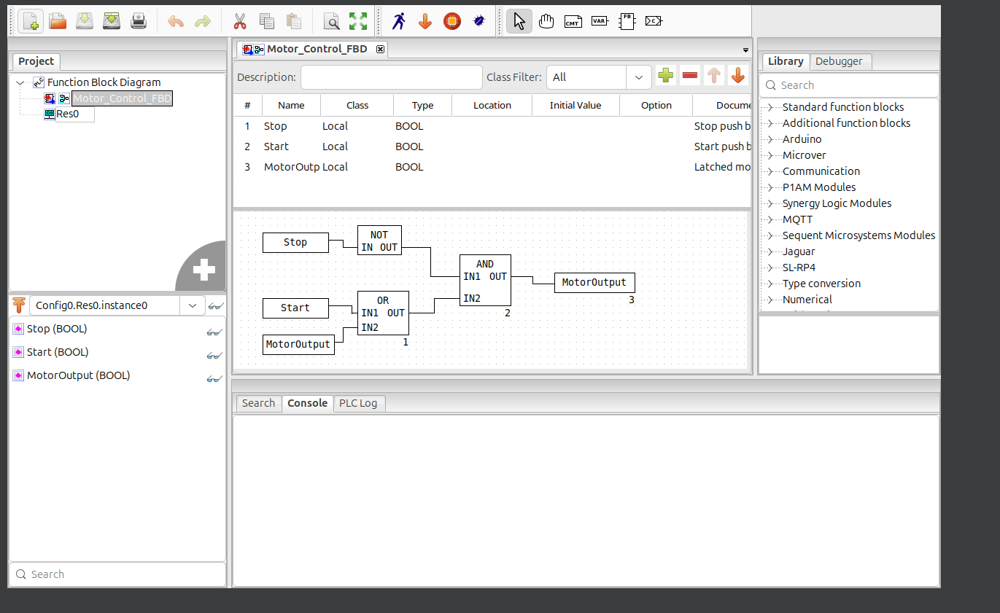 CMT VAR FB C
Project
Function Block Diagram
Motor_Control_FBD
Res0
Config0.Res0.instance0
Stop (BOOL)
Start (BOOL)
MotorOutput (BOOL)
Search
Motor_Control_FBD
Description: Class Filter: All
# Name Class Type Location Initial Value Option Docume
1 Stop Local BOOL Stop push b
2 Start Local BOOL Start push b
3 MotorOutp Local BOOL Latched mo
Stop
NOT
IN OUT
AND
IN1 OUT
IN2
2
MotorOutput
3
Start
OR
IN1 OUT
IN2
1
MotorOutput
Search Console PLC Log
Library Debugger
Search
Standard function blocks
Additional function blocks
Arduino
Microver
Communication
P1AM Modules
Synergy Logic Modules
MQTT
Sequent Microsystems Modules
Jaguar
SL-RP4
Type conversion
Numerical